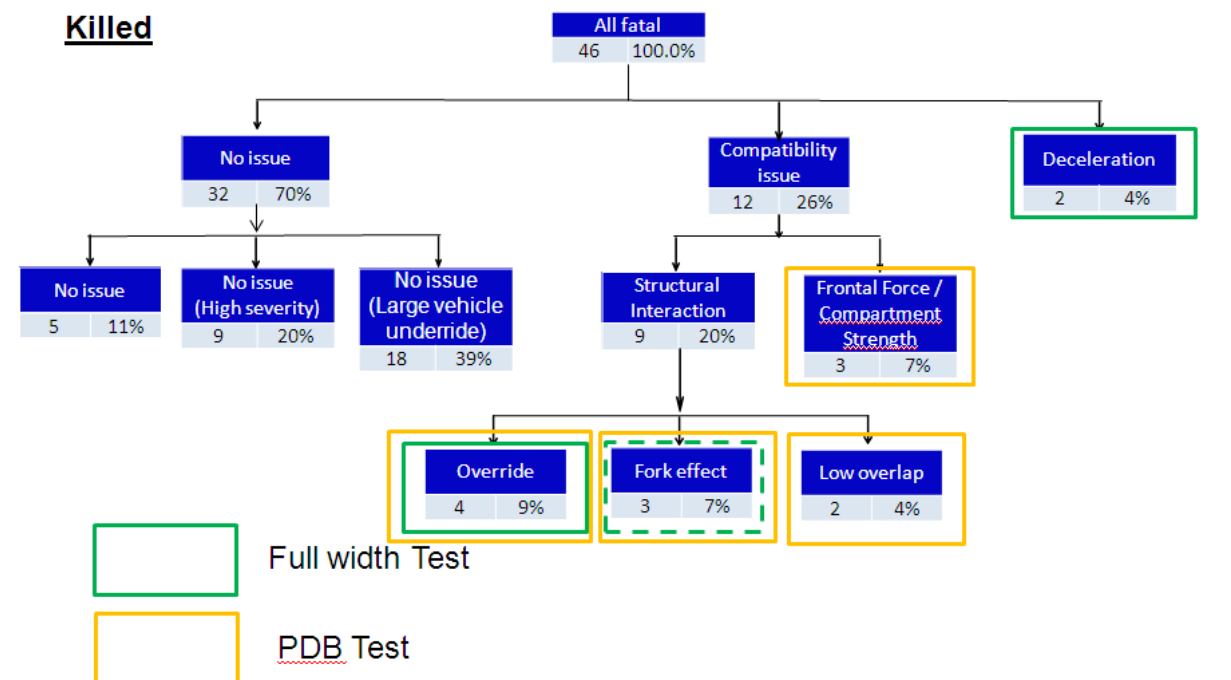 Killed
All fatal
46 100.0%
No issue
32 70%
Compatibility
issue
12 26%
Deceleration
2 4%
No issue
5 11%
No issue
(High severity)
9 20%
No issue
(Large vehicle
underride)
18 39%
Structural
Interaction
9 20%
Frontal Force /
Compartment
Strength
3 7%
Override
4 9%
Fork effect
3 7%
Low overlap
2 4%
Full width Test
PDB Test